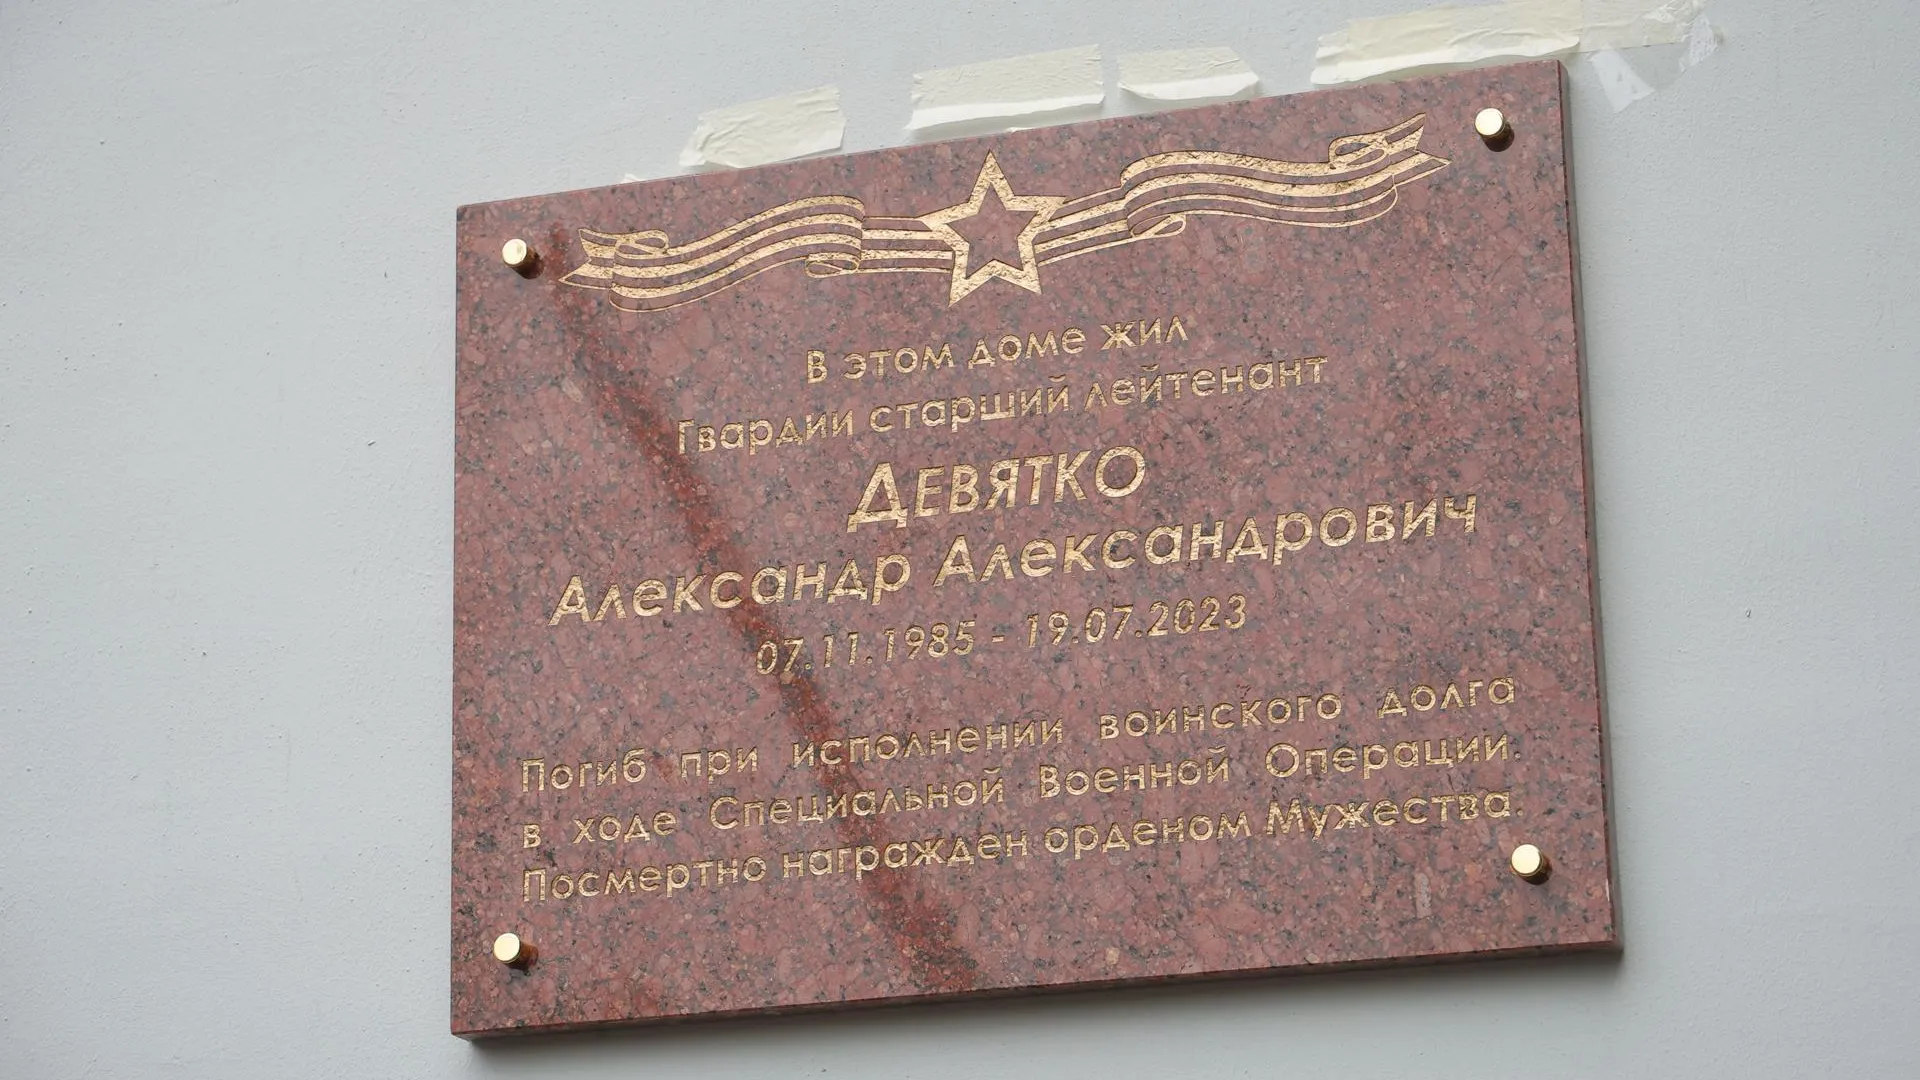 В этом доме жил
Гвардии старший лейтенант
ДЕВЯТКО
Александр Александрович
07.11.1985 - 19.07.2023
Погиб при исполнении воинского долга
в ходе Специальной Военной Операции.
Посмертно награжден орденом Мужества.